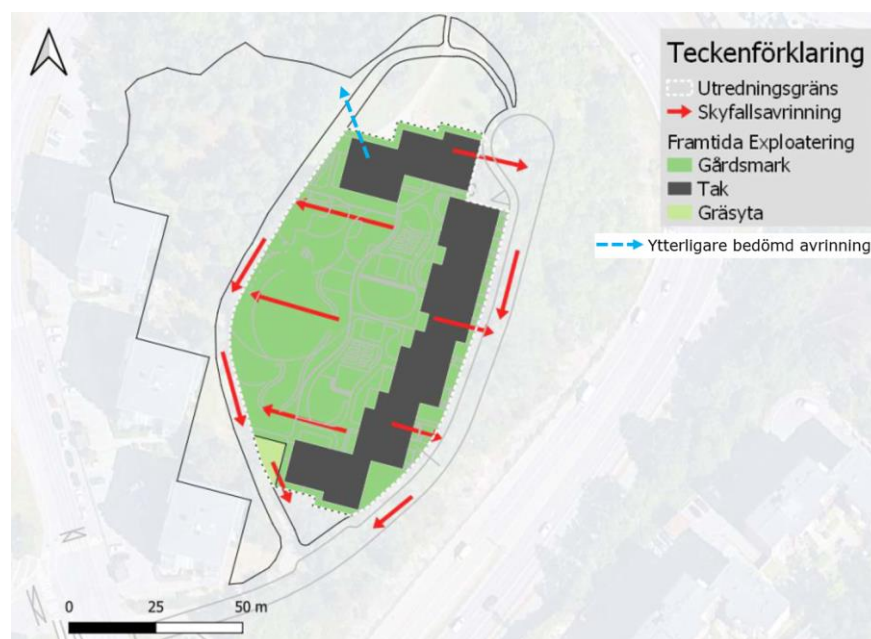 Teckenförklaring
Utredningsgräns
Skyfallsavrinning
Framtida Exploatering
Gårdsmark
Tak
Gräsyta
Ytterligare bedömd avrinning
0 25 50 m